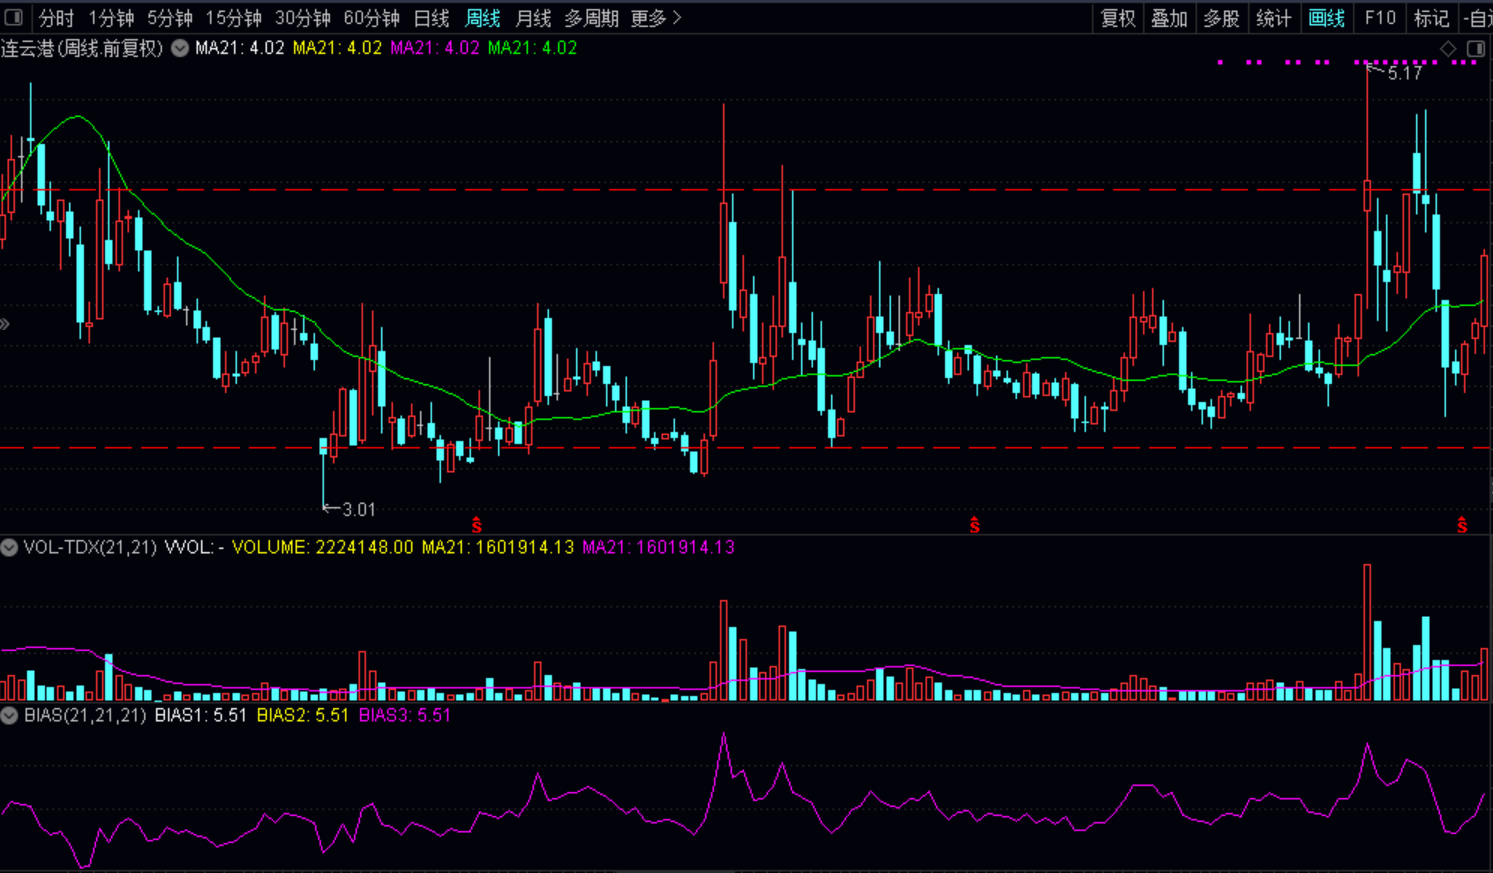 分时 1分钟 5分钟 15分钟 30分钟 60分钟 日线 周线 月线 多周期 更多 复权 叠加 多股 统计 画线 F10 标记 -自
连云港(周线.前复权) MA21: 4.02 MA21: 4.02 MA21: 4.02 MA21: 4.02
5.17
3.01
S S S
VOL-TDX(21,21) VVOL: - VOLUME: 2224148.00 MA21: 1601914.13 MA21: 1601914.13
BIAS(21,21,21) BIAS1: 5.51 BIAS2: 5.51 BIAS3: 5.51